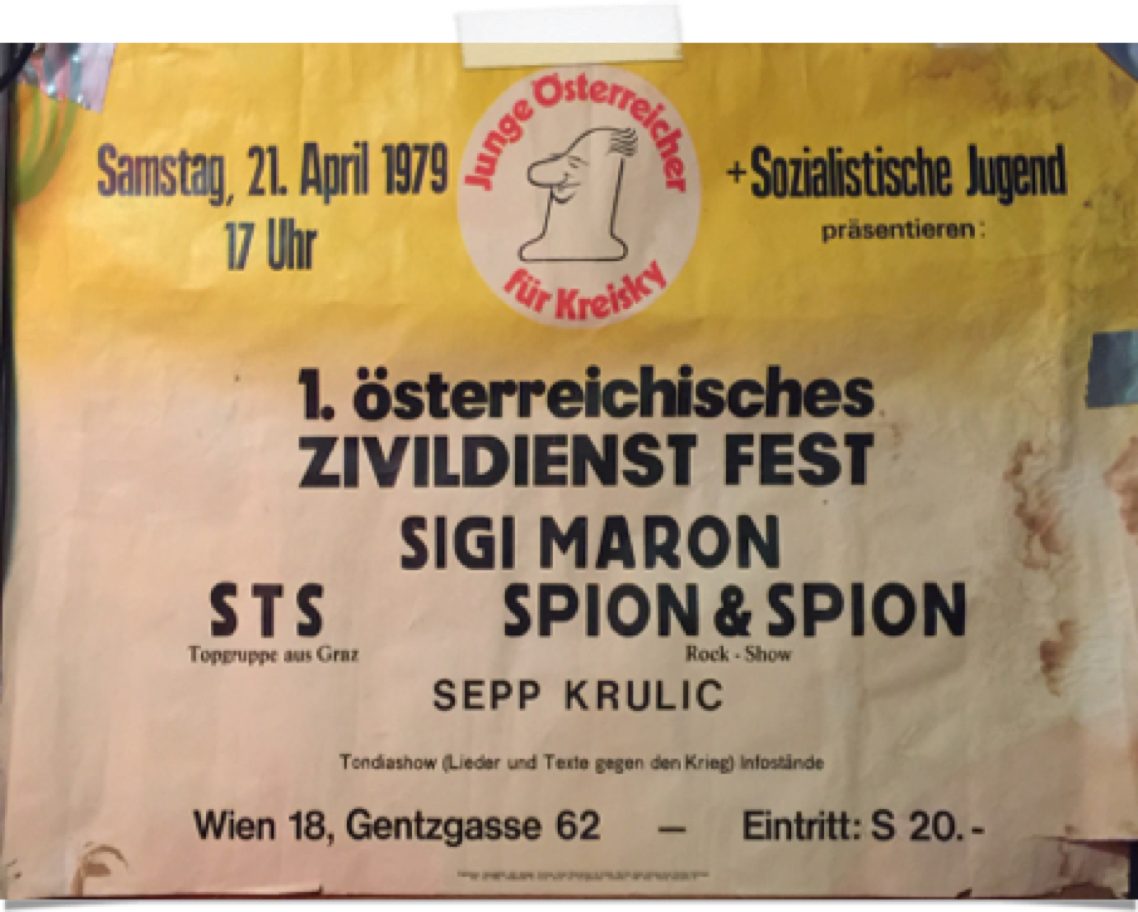 Samstag, 21. April 1979
17 Uhr
Junge Österreicher
für Kreisky
+Sozialistische Jugend
präsentieren:
1. österreichisches
ZIVILDIENST FEST
SIGI MARON
STS
Topgruppe aus Graz
SPION & SPION
Rock - Show
SEPP KRULIC
Tondiashow (Lieder und Texte gegen den Krieg) Infostände
Wien 18, Gentzgasse 62 — Eintritt: S 20.-